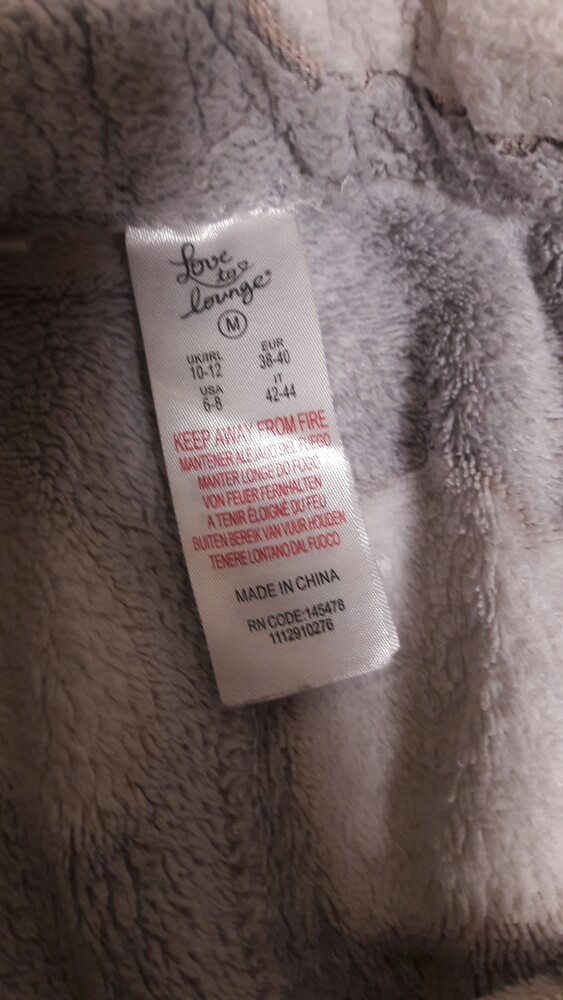 Love
to
lounge®
M
UK/IRL EUR
10-12 38-40
USA IT
6-8 42-44
KEEP AWAY FROM FIRE
MANTENER ALEJADO DEL FUEGO
MANTER LONGE DO FOGO
VON FEUER FERNHALTEN
A TENIR ÉLOIGNÉ DU FEU
BUITEN BEREIK VAN VUUR HOUDEN
TENERE LONTANO DAL FUOCO
MADE IN CHINA
RN CODE:145478
1112910276